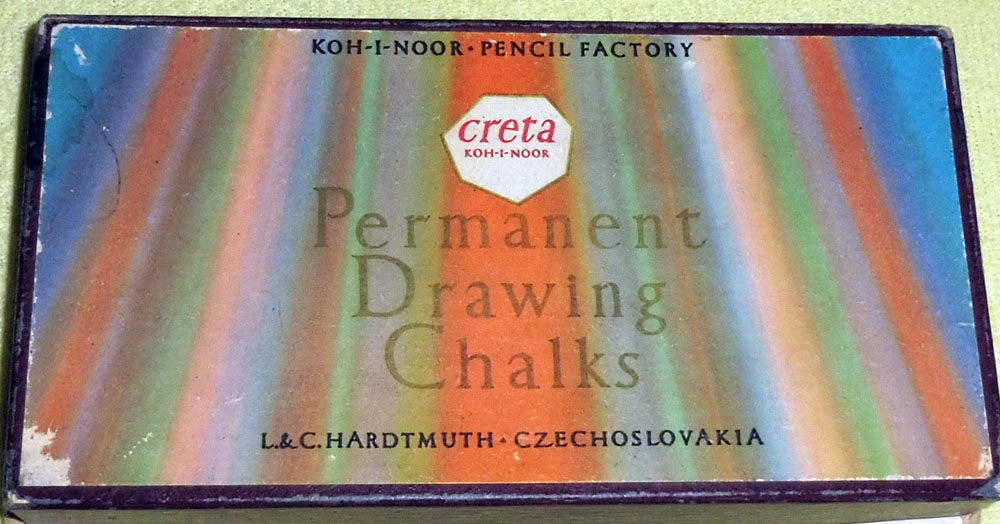 KOH-I-NOOR · PENCIL FACTORY
creta
KOH-I-NOOR
Permanent
Drawing
Chalks
L. & C. HARDTMUTH · CZECHOSLOVAKIA